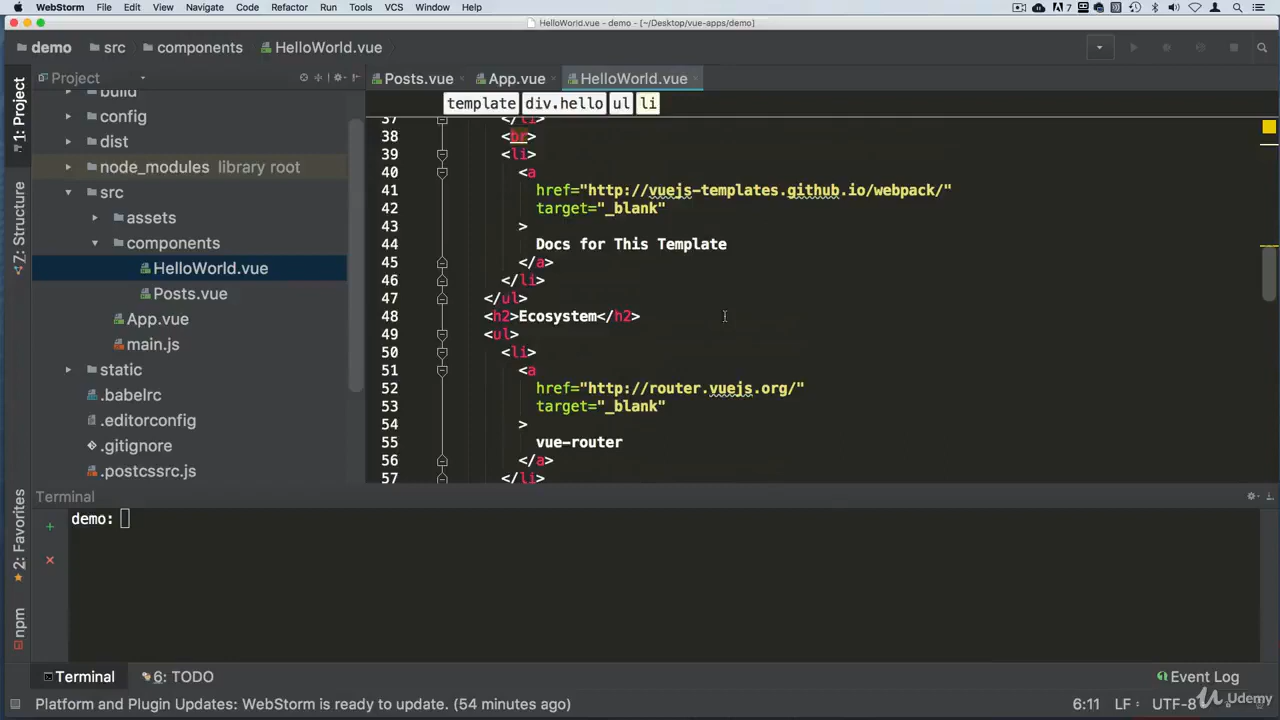 WebStorm File Edit View Navigate Code Refactor Run Tools VCS Window Help 7
HelloWorld.vue - demo - [~/Desktop/vue-apps/demo]
demo src components HelloWorld.vue
Project Posts.vue App.vue HelloWorld.vue
template div.hello ul li
1: Project
Z: Structure
2: Favorites
npm
build
config
dist
node_modules library root
src
assets
components
HelloWorld.vue
Posts.vue
App.vue
main.js
static
.babelrc
.editorconfig
.gitignore
.postcssrc.js
37 </li>
38 <br>
39 <li>
40 <a
41 href="http://vuejs-templates.github.io/webpack/"
42 target="_blank"
43 >
44 Docs for This Template
45 </a>
46 </li>
47 </ul>
48 <h2>Ecosystem</h2>
49 <ul>
50 <li>
51 <a
52 href="http://router.vuejs.org/"
53 target="_blank"
54 >
55 vue-router
56 </a>
57 </li>
Terminal
demo:
Terminal 6: TODO Event Log
Platform and Plugin Updates: WebStorm is ready to update. (54 minutes ago) 6:11 LF UTF-8
Udemy